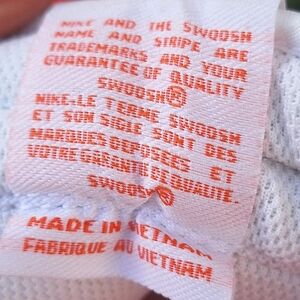 NIKE AND THE SWOOSH
NAME AND STRIPE ARE
TRADEMARKS AND YOUR
GUARANTEE OF QUALITY
SWOOSH®
NIKE.LE TERME SWOOSH
ET SON SIGLE SONT DES
MARQUES DEPOSEES ET
VOTRE GARANTIE DE QUALITE.
SWOOSH®
MADE IN VIETNAM
FABRIQUE AU VIETNAM